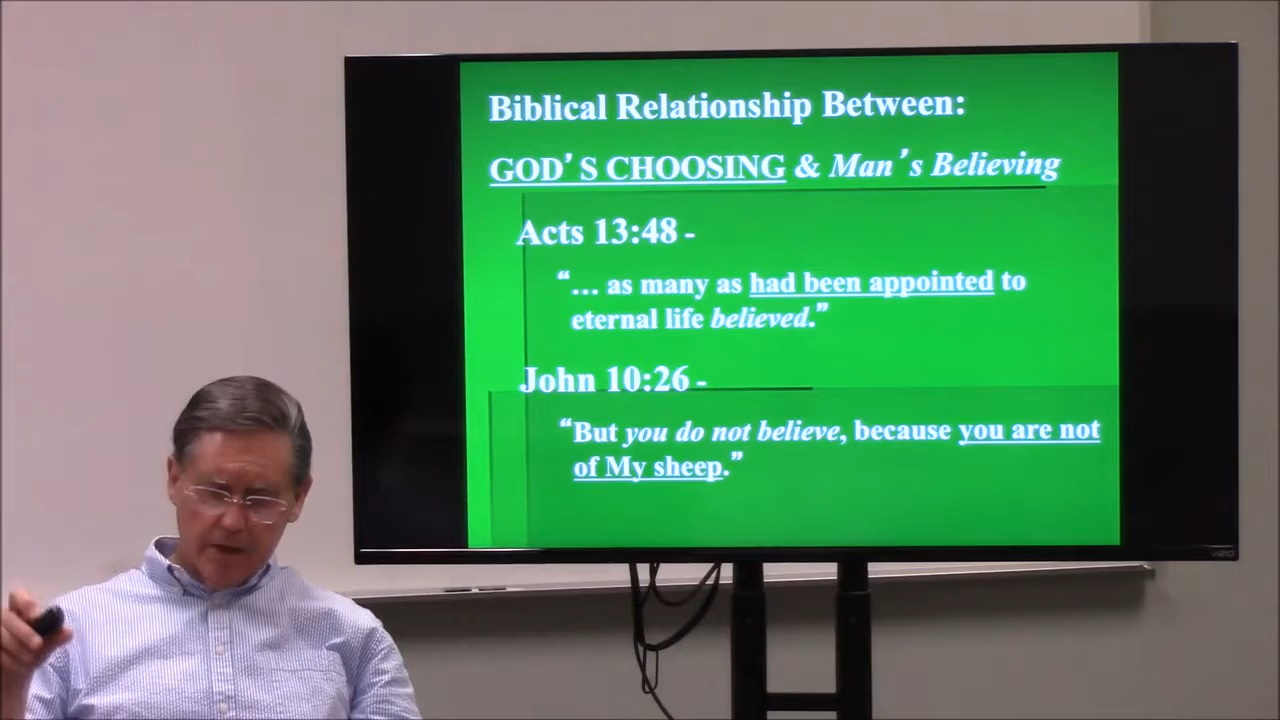 Biblical Relationship Between:
GOD’S CHOOSING & Man’s Believing
Acts 13:48 -
“… as many as had been appointed to
eternal life believed.”
John 10:26 -
“But you do not believe, because you are not
of My sheep.”
VIZIO